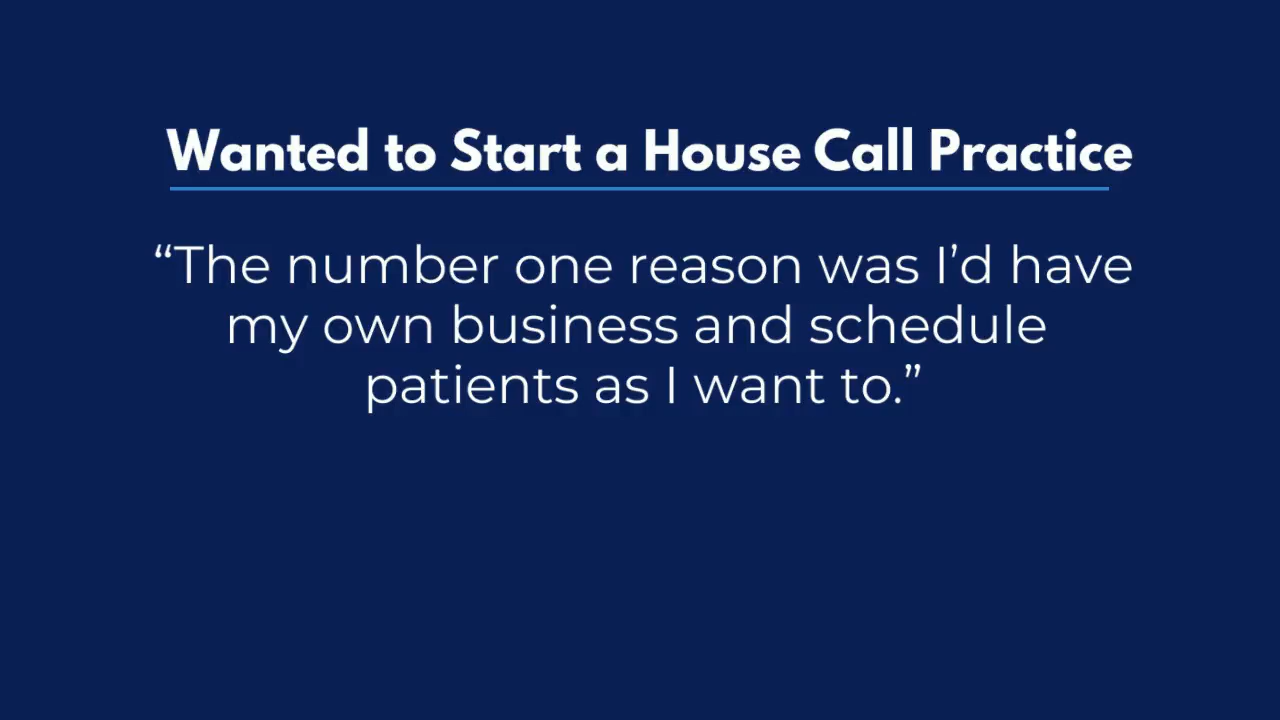 Wanted to Start a House Call Practice
“The number one reason was I’d have
my own business and schedule
patients as I want to.”